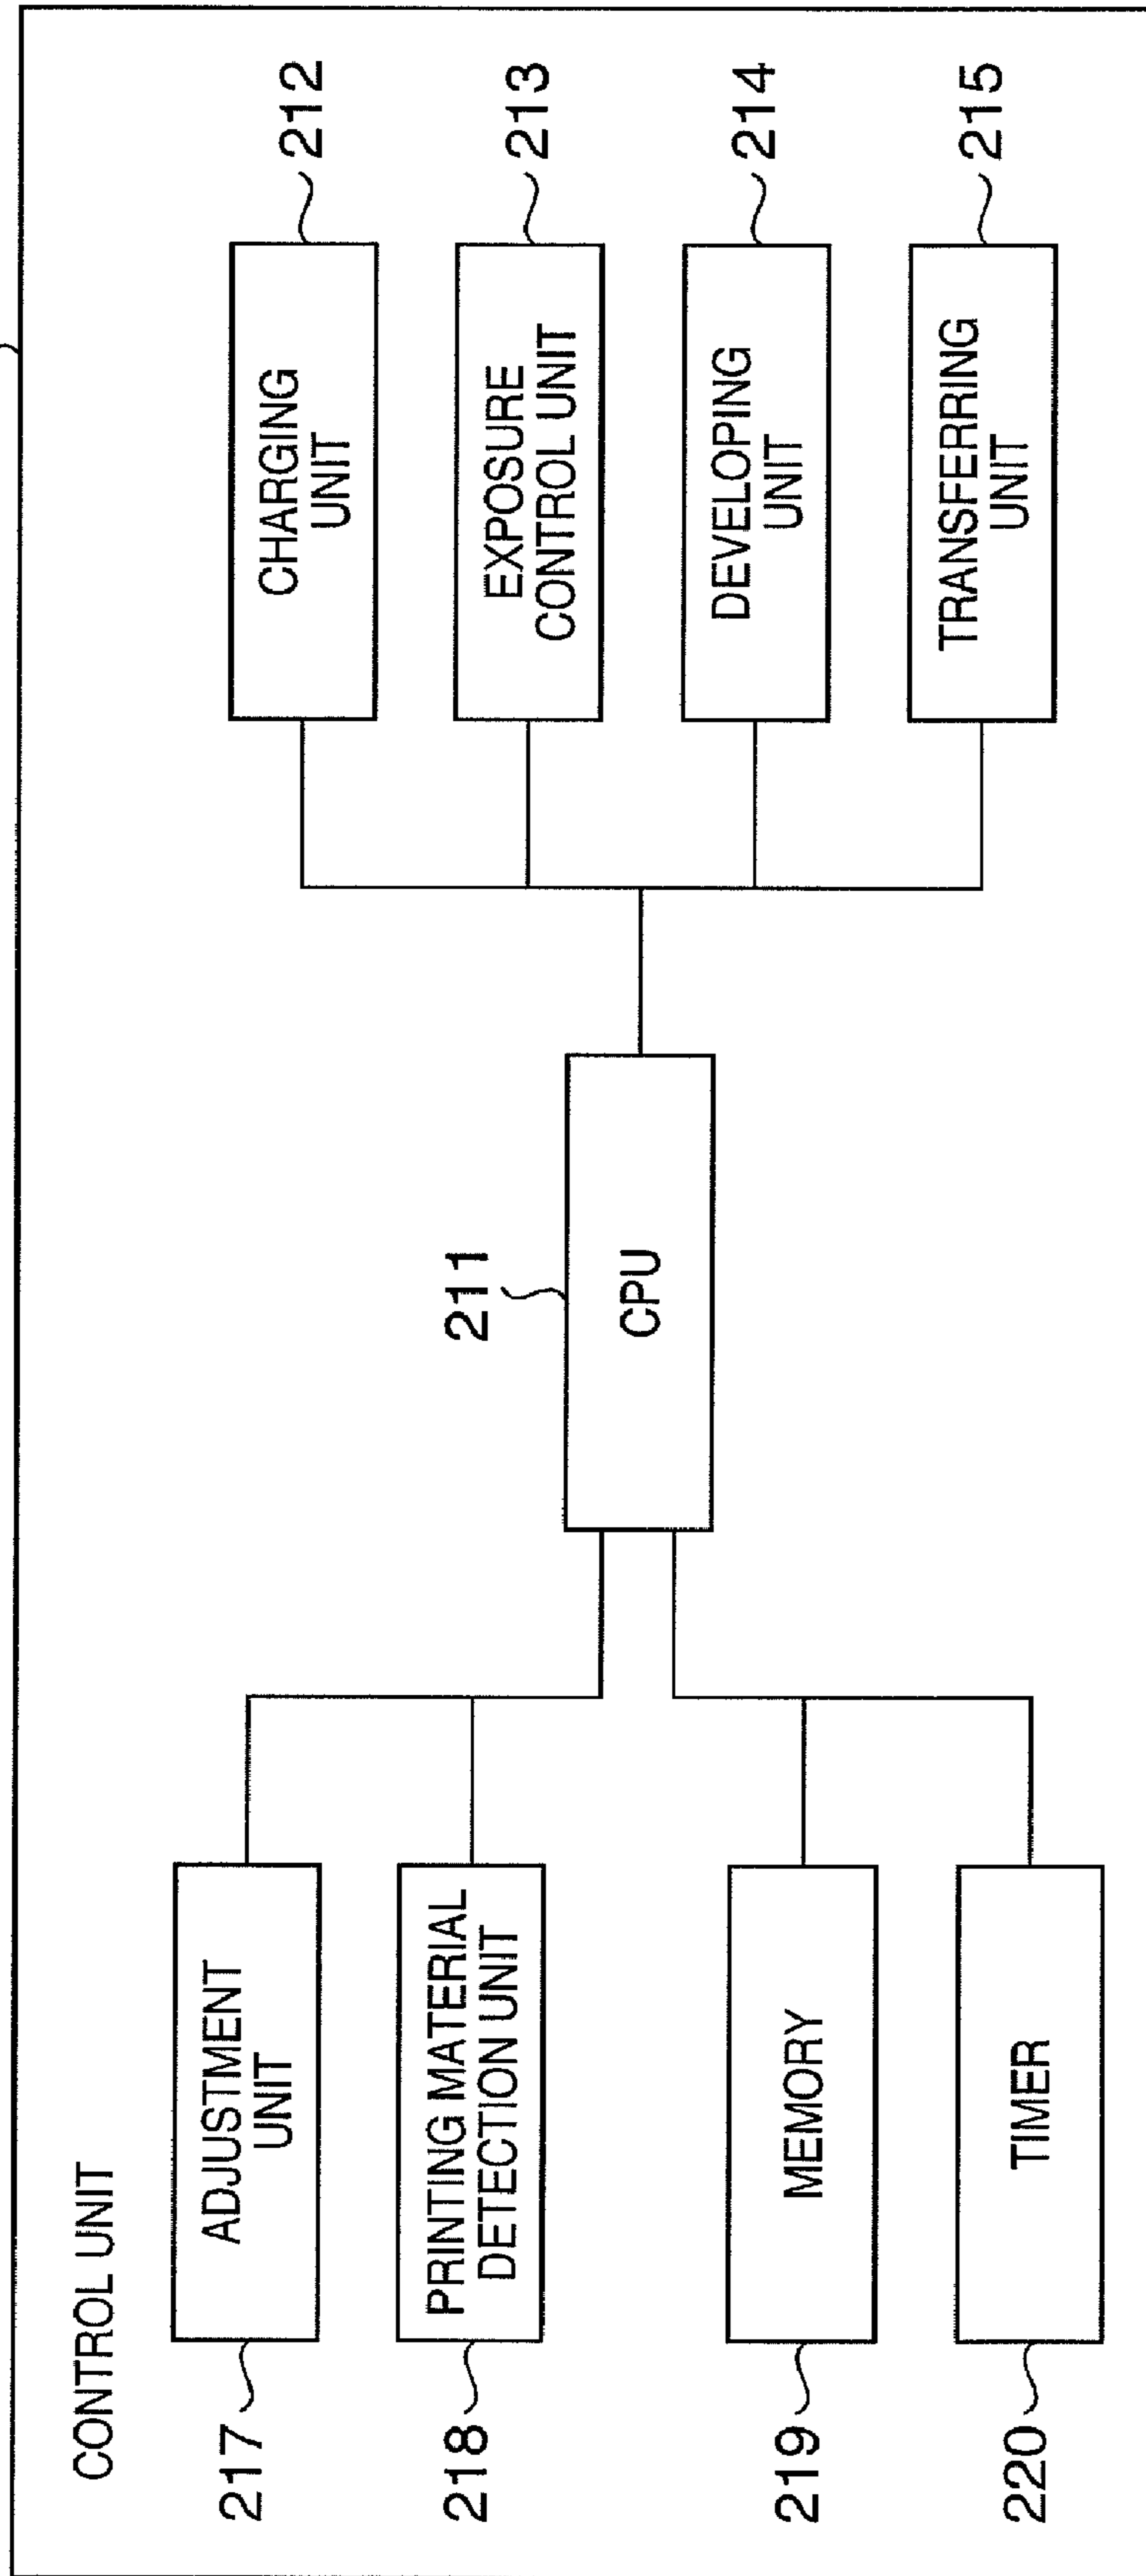 CONTROL UNIT
217
ADJUSTMENT
UNIT
218
PRINTING MATERIAL
DETECTION UNIT
219
MEMORY
220
TIMER
211
CPU
CHARGING
UNIT
212
EXPOSURE
CONTROL UNIT
213
DEVELOPING
UNIT
214
TRANSFERRING
UNIT
215